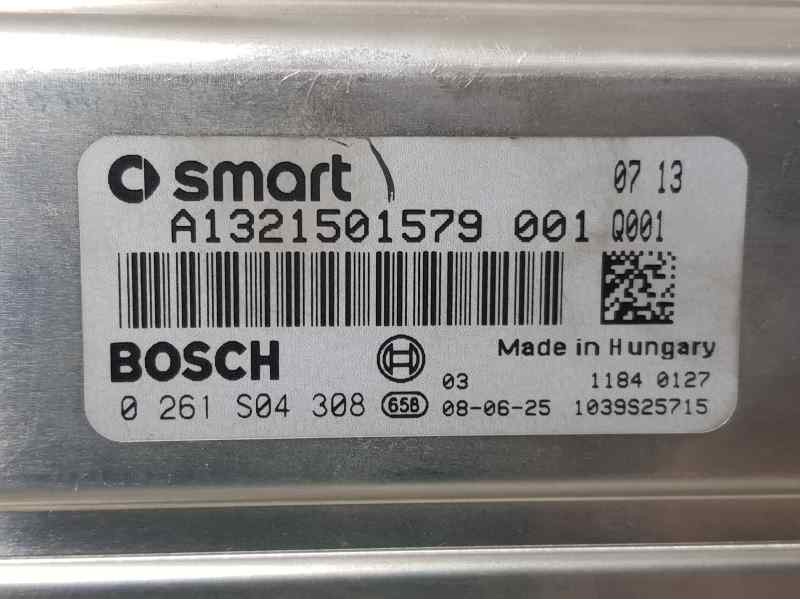 smart 07 13
A1321501579 001 Q001
BOSCH Made in Hungary
03 1184 0127
0 261 S04 308 658 08-06-25 1039S25715